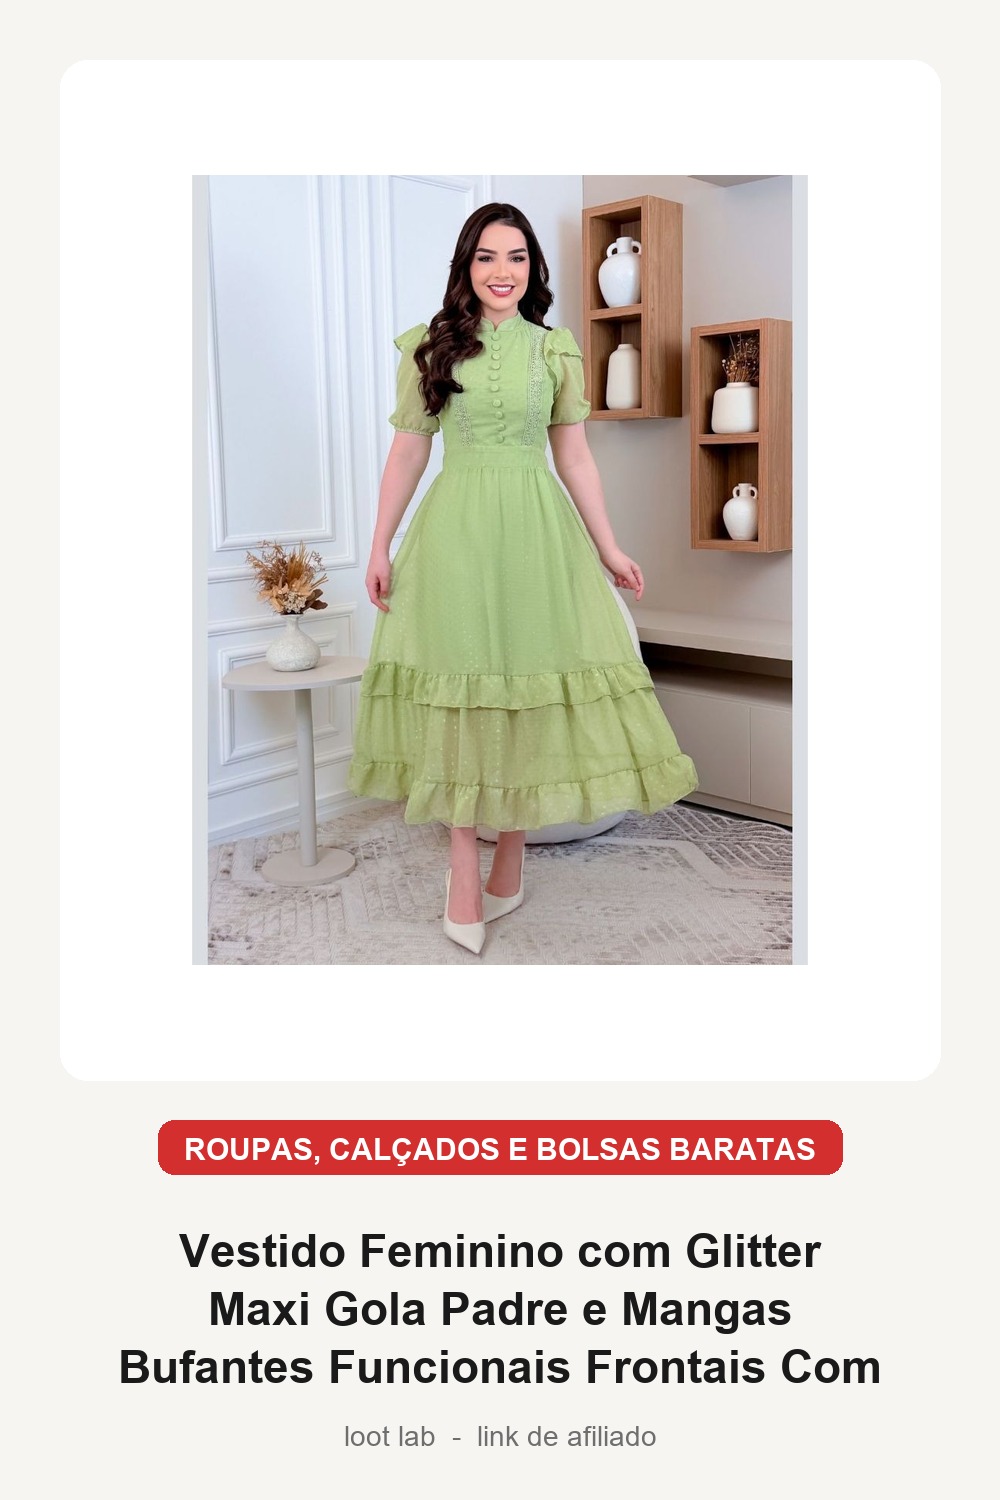 ROUPAS, CALÇADOS E BOLSAS BARATAS
Vestido Feminino com Glitter
Maxi Gola Padre e Mangas
Bufantes Funcionais Frontais Com
loot lab - link de afiliado